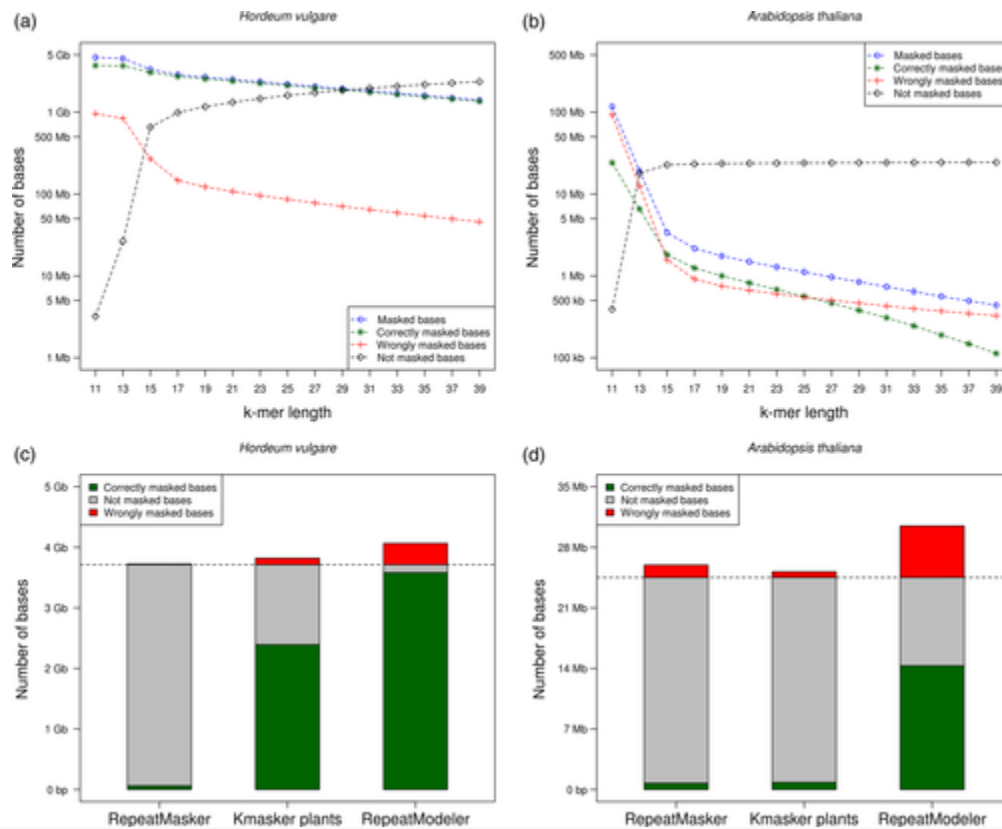 (a)
Hordeum vulgare
5 Gb
1 Gb
500 Mb
100 Mb
50 Mb
10 Mb
5 Mb
1 Mb
Number of bases
Masked bases
Correctly masked bases
Wrongly masked bases
Not masked bases
11 13 15 17 19 21 23 25 27 29 31 33 35 37 39
k-mer length
(b)
Arabidopsis thaliana
500 Mb
100 Mb
50 Mb
10 Mb
5 Mb
1 Mb
500 kb
100 kb
Number of bases
Masked bases
Correctly masked bases
Wrongly masked bases
Not masked bases
11 13 15 17 19 21 23 25 27 29 31 33 35 37 39
k-mer length
(c)
Hordeum vulgare
5 Gb
4 Gb
3 Gb
2 Gb
1 Gb
0 bp
Number of bases
Correctly masked bases
Not masked bases
Wrongly masked bases
RepeatMasker Kmasker plants RepeatModeler
(d)
Arabidopsis thaliana
35 Mb
28 Mb
21 Mb
14 Mb
7 Mb
0 bp
Number of bases
Correctly masked bases
Not masked bases
Wrongly masked bases
RepeatMasker Kmasker plants RepeatModeler